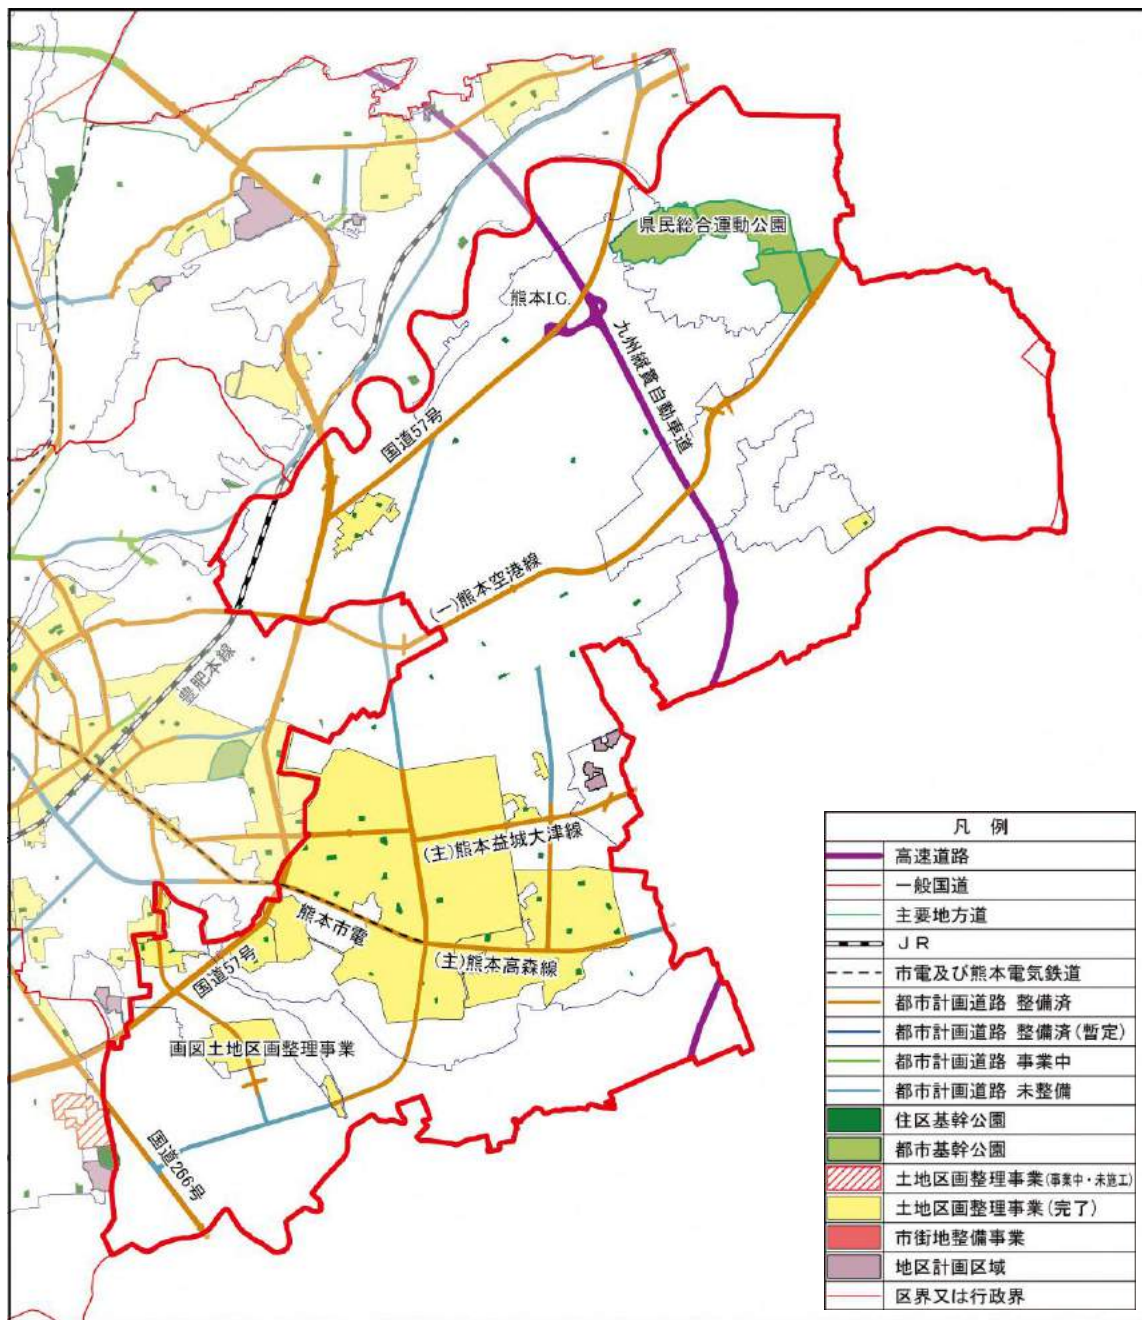 県民総合運動公園
熊本I.C.
九州縦貫自動車道
国道57号
(一)熊本空港線
豊肥本線
(主)熊本益城大津線
熊本市電
(主)熊本高森線
国道57号
画図土地区画整理事業
国道266号
凡 例
高速道路
一般国道
主要地方道
ＪＲ
市電及び熊本電気鉄道
都市計画道路 整備済
都市計画道路 整備済(暫定)
都市計画道路 事業中
都市計画道路 未整備
住区基幹公園
都市基幹公園
土地区画整理事業(事業中・未施工)
土地区画整理事業(完了)
市街地整備事業
地区計画区域
区界又は行政界